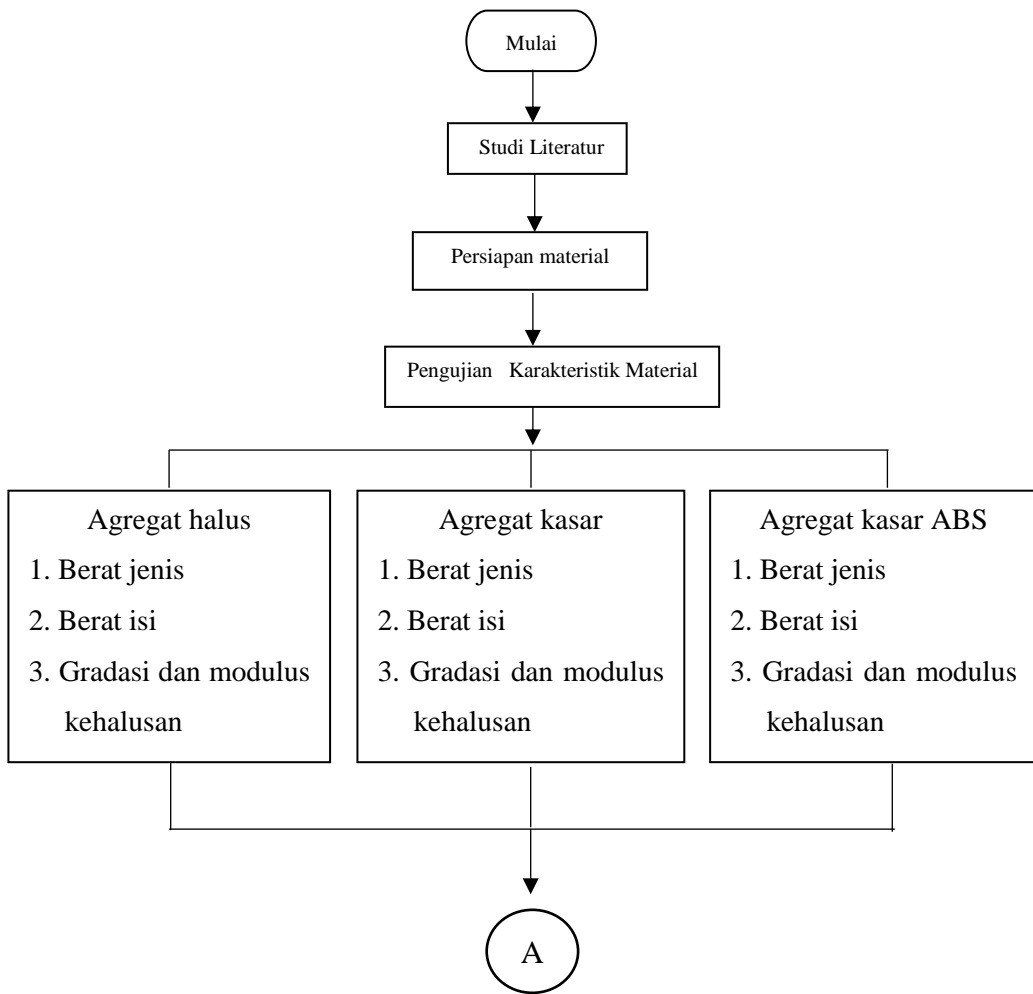 Mulai
Studi Literatur
Persiapan material
Pengujian Karakteristik Material
Agregat halus
1. Berat jenis
2. Berat isi
3. Gradasi dan modulus
kehalusan
Agregat kasar
1. Berat jenis
2. Berat isi
3. Gradasi dan modulus
kehalusan
Agregat kasar ABS
1. Berat jenis
2. Berat isi
3. Gradasi dan modulus
kehalusan
A